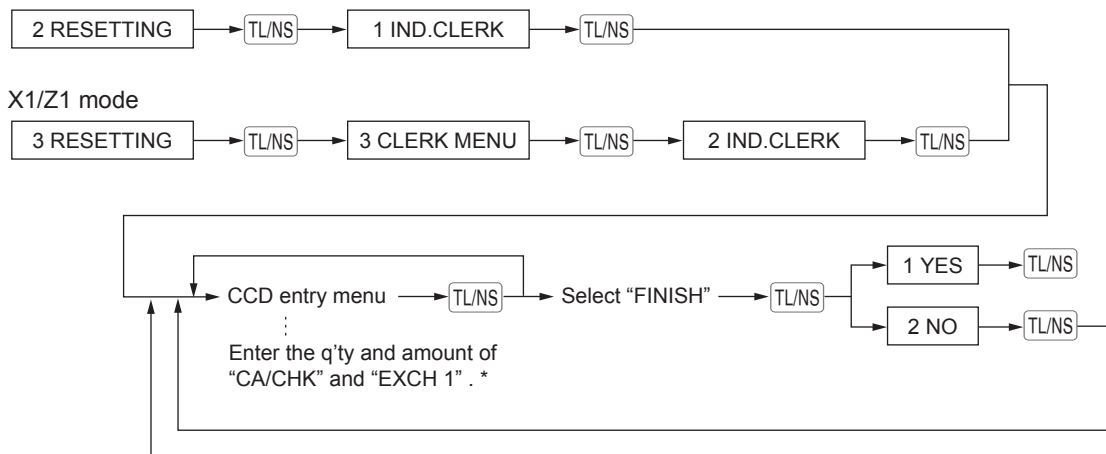 2 RESETTING TL/NS 1 IND.CLERK TL/NS
X1/Z1 mode
3 RESETTING TL/NS 3 CLERK MENU TL/NS 2 IND.CLERK TL/NS
1 YES TL/NS
CCD entry menu TL/NS Select “FINISH” TL/NS
2 NO TL/NS
Enter the q’ty and amount of
“CA/CHK” and “EXCH 1” . *